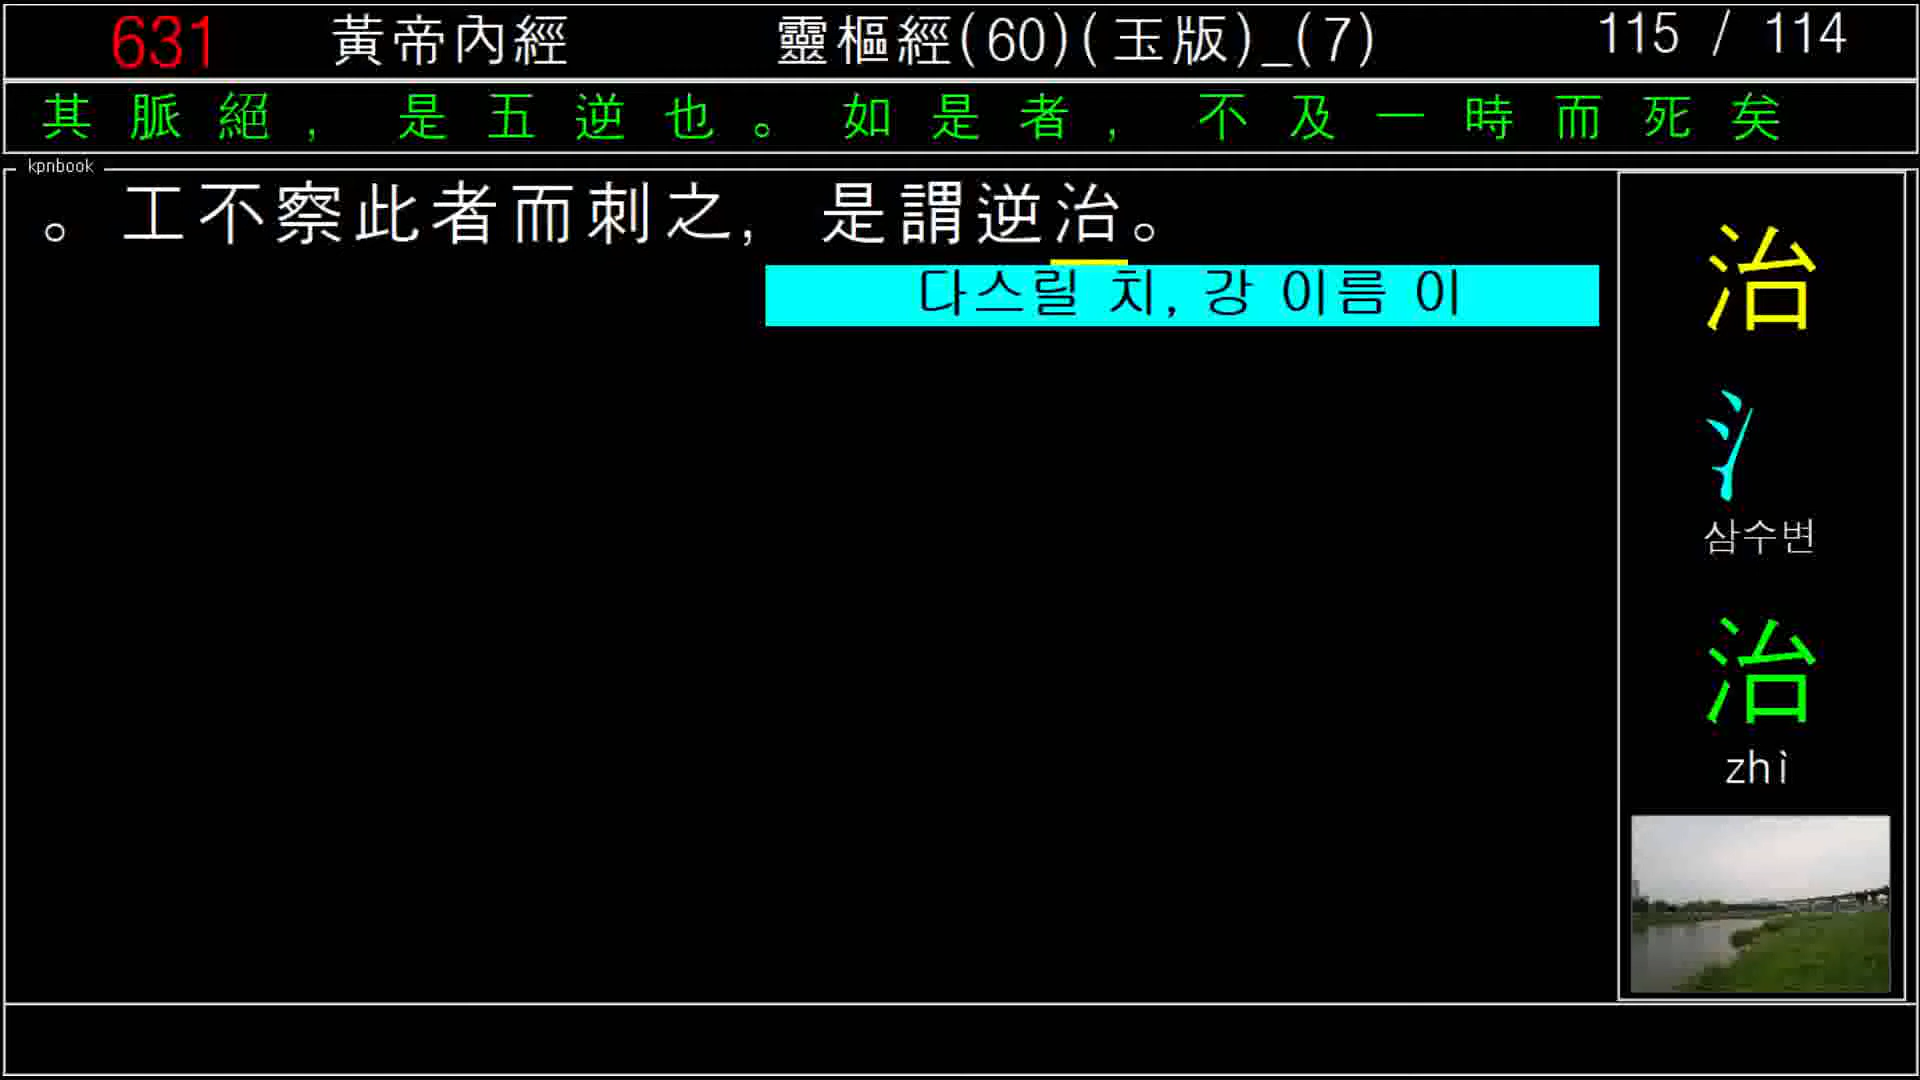 631 黃帝內經 靈樞經(60)(玉版)_(7) 115 / 114
其脈絕, 是五逆也。如是者, 不及一時而死矣
kpnbook
。工不察此者而刺之, 是謂逆治。
다스릴 치, 강 이름 이
治
氵
삼수변
治
zhì